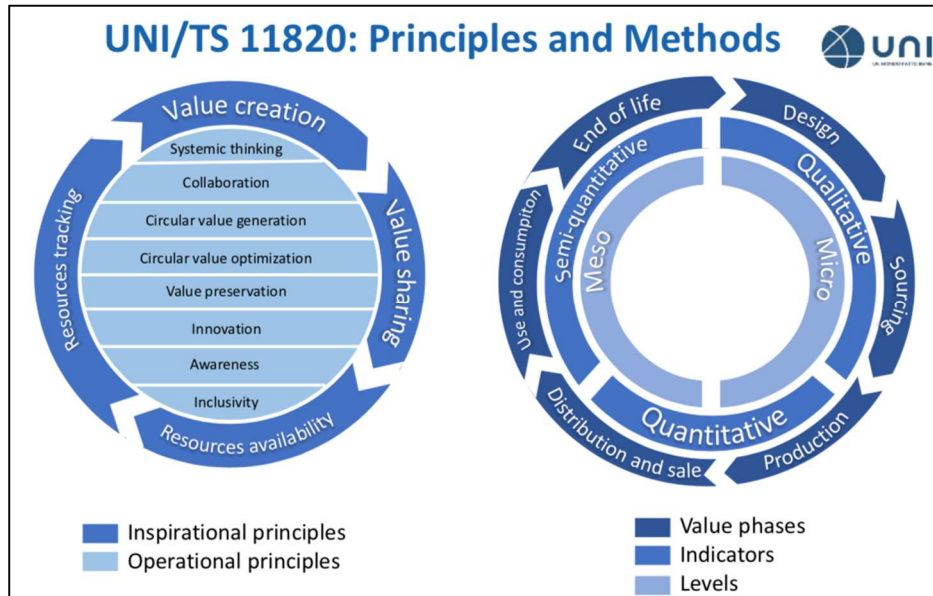 UNI/TS 11820: Principles and Methods
UNI
Value creation
Value sharing
Resources availability
Resources tracking
Systemic thinking
Collaboration
Circular value generation
Circular value optimization
Value preservation
Innovation
Awareness
Inclusivity
Inspirational principles
Operational principles
End of life
Design
Sourcing
Production
Distribution and sale
Use and consumpiton
Semi-quantitative
Qualitative
Quantitative
Meso
Micro
Value phases
Indicators
Levels